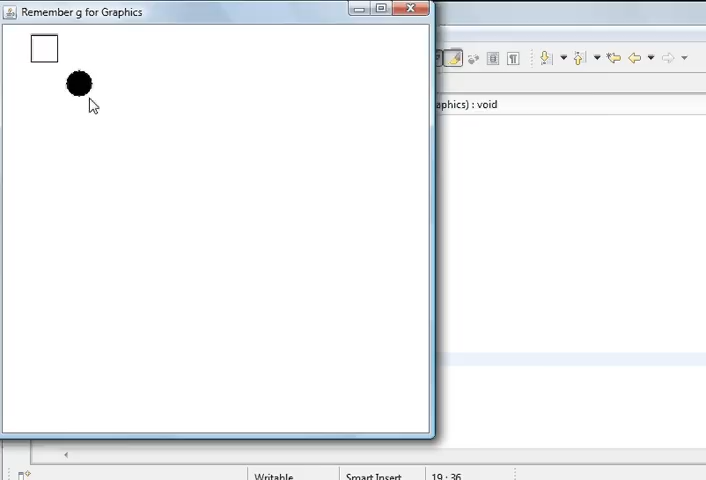 Remember g for Graphics
aphics) : void
Writable
Smart Insert
19 : 36